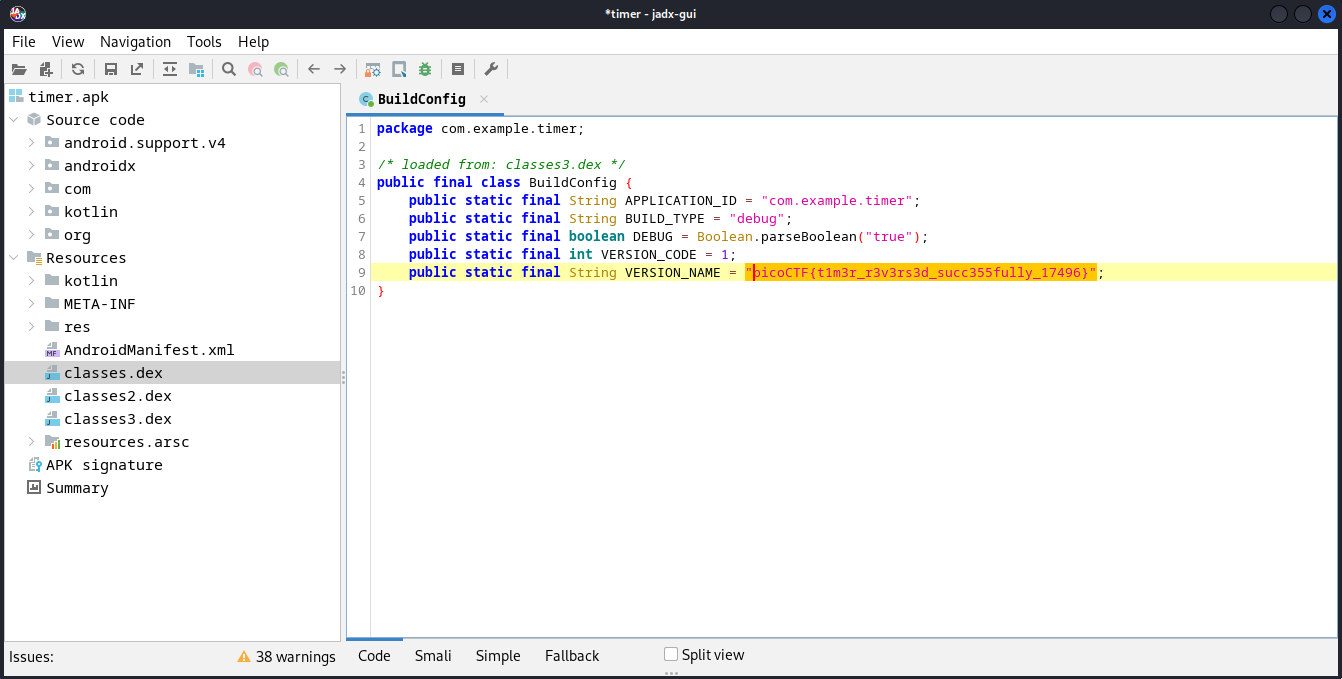 *timer - jadx-gui
File View Navigation Tools Help
timer.apk
Source code
android.support.v4
androidx
com
kotlin
org
Resources
kotlin
META-INF
res
AndroidManifest.xml
classes.dex
classes2.dex
classes3.dex
resources.arsc
APK signature
Summary
BuildConfig
1 package com.example.timer;
2
3 /* loaded from: classes3.dex */
4 public final class BuildConfig {
5 public static final String APPLICATION_ID = "com.example.timer";
6 public static final String BUILD_TYPE = "debug";
7 public static final boolean DEBUG = Boolean.parseBoolean("true");
8 public static final int VERSION_CODE = 1;
9 public static final String VERSION_NAME = "picoCTF{t1m3r_r3v3rs3d_succ355fully_17496}";
10 }
Issues: 38 warnings
Code Smali Simple Fallback Split view